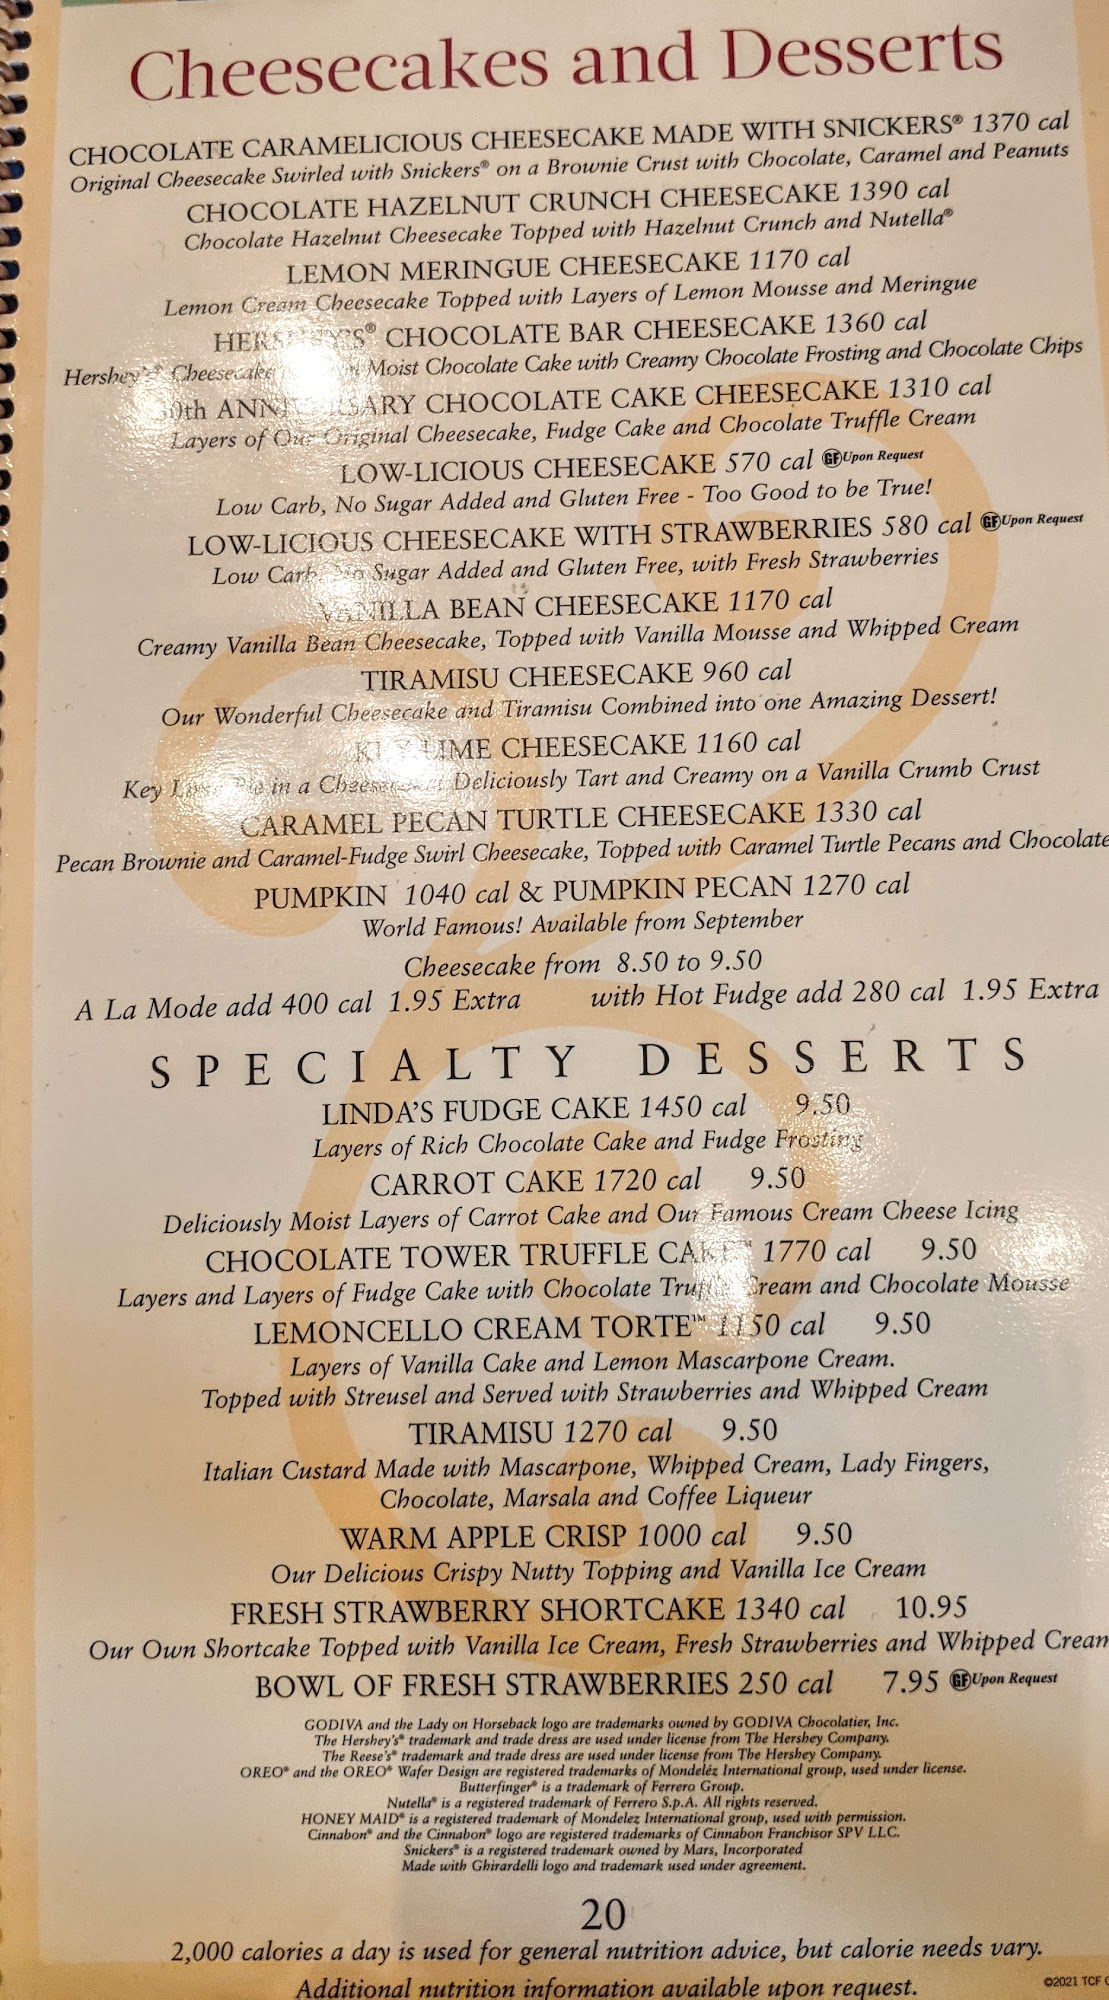 Cheesecakes and Desserts
CHOCOLATE CARAMELICIOUS CHEESECAKE MADE WITH SNICKERS® 1370 cal
Original Cheesecake Swirled with Snickers® on a Brownie Crust with Chocolate, Caramel and Peanuts
CHOCOLATE HAZELNUT CRUNCH CHEESECAKE 1390 cal
Chocolate Hazelnut Cheesecake Topped with Hazelnut Crunch and Nutella®
LEMON MERINGUE CHEESECAKE 1170 cal
Lemon Cream Cheesecake Topped with Layers of Lemon Mousse and Meringue
HERSHEY'S® CHOCOLATE BAR CHEESECAKE 1360 cal
Hershey's® Cheesecake Moist Chocolate Cake with Creamy Chocolate Frosting and Chocolate Chips
ANNIVERSARY CHOCOLATE CAKE CHEESECAKE 1310 cal
Layers of Our Original Cheesecake, Fudge Cake and Chocolate Truffle Cream
LOW-LICIOUS CHEESECAKE 570 cal GF Upon Request
Low Carb, No Sugar Added and Gluten Free - Too Good to be True!
LOW-LICIOUS CHEESECAKE WITH STRAWBERRIES 580 cal GF Upon Request
Low Carb, No Sugar Added and Gluten Free, with Fresh Strawberries
VANILLA BEAN CHEESECAKE 1170 cal
Creamy Vanilla Bean Cheesecake, Topped with Vanilla Mousse and Whipped Cream
TIRAMISU CHEESECAKE 960 cal
Our Wonderful Cheesecake and Tiramisu Combined into one Amazing Dessert!
KEY LIME CHEESECAKE 1160 cal
Key Lime Pie in a Cheesecake! Deliciously Tart and Creamy on a Vanilla Crumb Crust
CARAMEL PECAN TURTLE CHEESECAKE 1330 cal
Pecan Brownie and Caramel-Fudge Swirl Cheesecake, Topped with Caramel Turtle Pecans and Chocolate
PUMPKIN 1040 cal & PUMPKIN PECAN 1270 cal
World Famous! Available from September
Cheesecake from 8.50 to 9.50
A La Mode add 400 cal 1.95 Extra with Hot Fudge add 280 cal 1.95 Extra
SPECIALTY DESSERTS
LINDA'S FUDGE CAKE 1450 cal 9.50
Layers of Rich Chocolate Cake and Fudge Frosting
CARROT CAKE 1720 cal 9.50
Deliciously Moist Layers of Carrot Cake and Our Famous Cream Cheese Icing
CHOCOLATE TOWER TRUFFLE CAKE™ 1770 cal 9.50
Layers and Layers of Fudge Cake with Chocolate Truffle Cream and Chocolate Mousse
LEMONCELLO CREAM TORTE™ 1150 cal 9.50
Layers of Vanilla Cake and Lemon Mascarpone Cream.
Topped with Streusel and Served with Strawberries and Whipped Cream
TIRAMISU 1270 cal 9.50
Italian Custard Made with Mascarpone, Whipped Cream, Lady Fingers,
Chocolate, Marsala and Coffee Liqueur
WARM APPLE CRISP 1000 cal 9.50
Our Delicious Crispy Nutty Topping and Vanilla Ice Cream
FRESH STRAWBERRY SHORTCAKE 1340 cal 10.95
Our Own Shortcake Topped with Vanilla Ice Cream, Fresh Strawberries and Whipped Cream
BOWL OF FRESH STRAWBERRIES 250 cal 7.95 GF Upon Request
GODIVA and the Lady on Horseback logo are trademarks owned by GODIVA Chocolatier, Inc.
The Hershey's® trademark and trade dress are used under license from The Hershey Company.
The Reese's® trademark and trade dress are used under license from The Hershey Company.
OREO® and the OREO® Wafer Design are registered trademarks of Mondelēz International group, used under license.
Butterfinger® is a trademark of Ferrero Group.
Nutella® is a registered trademark of Ferrero S.p.A. All rights reserved.
HONEY MAID® is a registered trademark of Mondelez International group, used with permission.
Cinnabon® and the Cinnabon® logo are registered trademarks of Cinnabon Franchisor SPV LLC.
Snickers® is a registered trademark owned by Mars, Incorporated
Made with Ghirardelli logo and trademark used under agreement.
20
2,000 calories a day is used for general nutrition advice, but calorie needs vary.
Additional nutrition information available upon request.
©2021 TCF